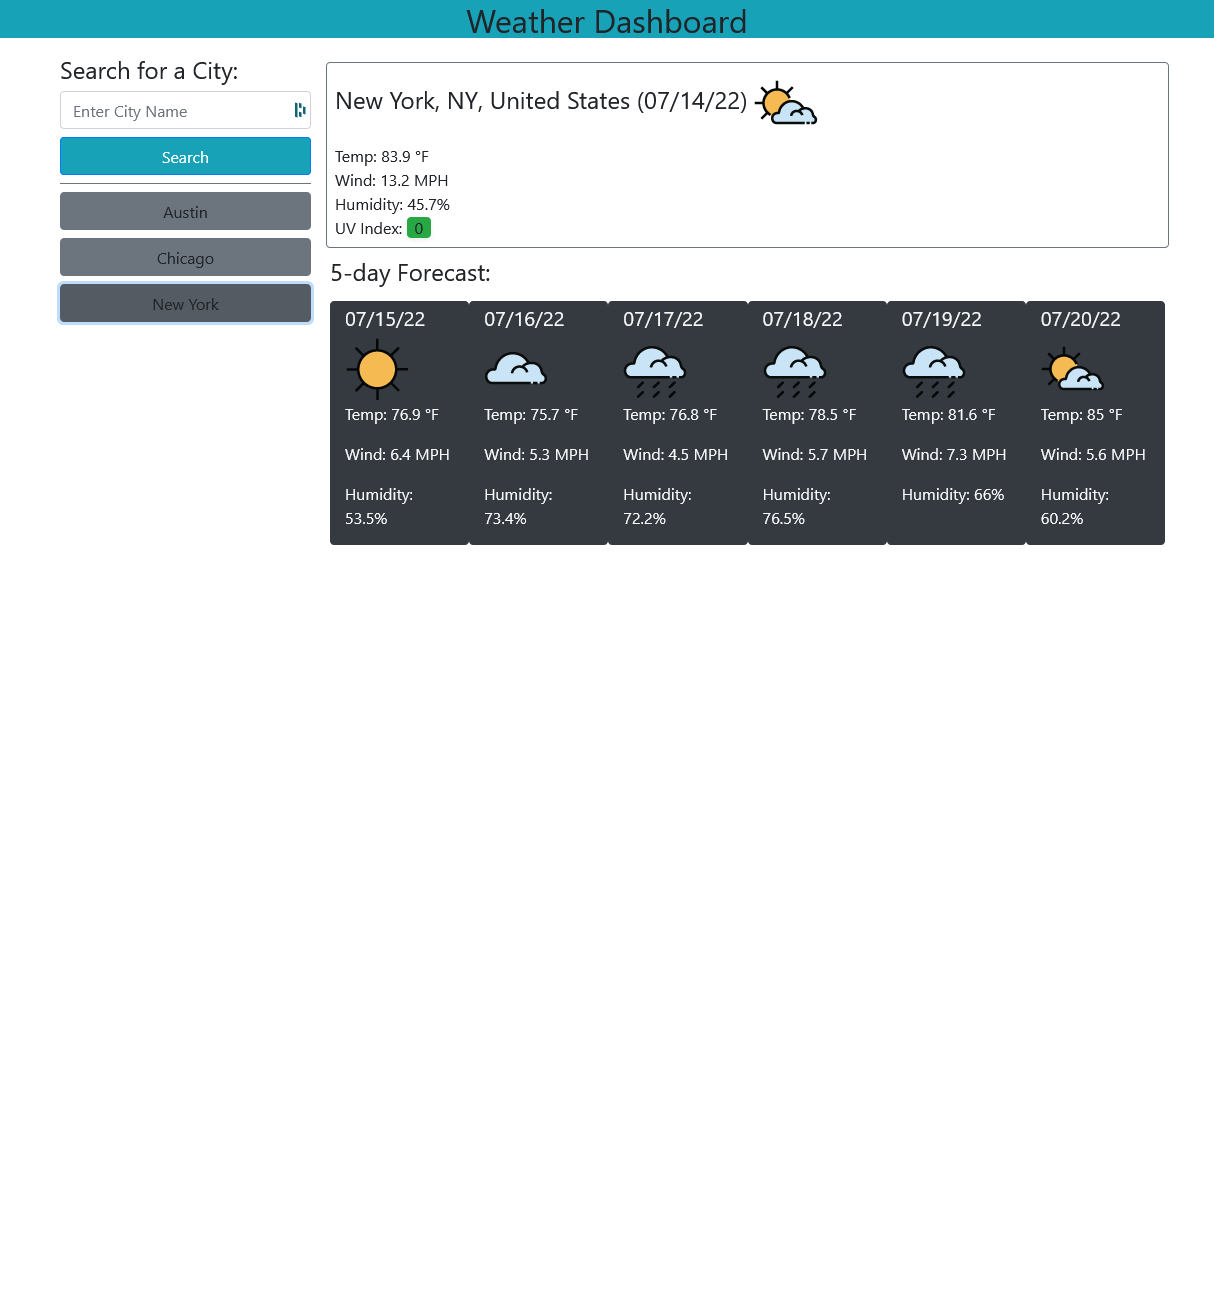 Weather Dashboard
Search for a City:
Enter City Name
Search
Austin
Chicago
New York
New York, NY, United States (07/14/22)
Temp: 83.9 °F
Wind: 13.2 MPH
Humidity: 45.7%
UV Index: 0
5-day Forecast:
07/15/22
Temp: 76.9 °F
Wind: 6.4 MPH
Humidity:
53.5%
07/16/22
Temp: 75.7 °F
Wind: 5.3 MPH
Humidity:
73.4%
07/17/22
Temp: 76.8 °F
Wind: 4.5 MPH
Humidity:
72.2%
07/18/22
Temp: 78.5 °F
Wind: 5.7 MPH
Humidity:
76.5%
07/19/22
Temp: 81.6 °F
Wind: 7.3 MPH
Humidity: 66%
07/20/22
Temp: 85 °F
Wind: 5.6 MPH
Humidity:
60.2%